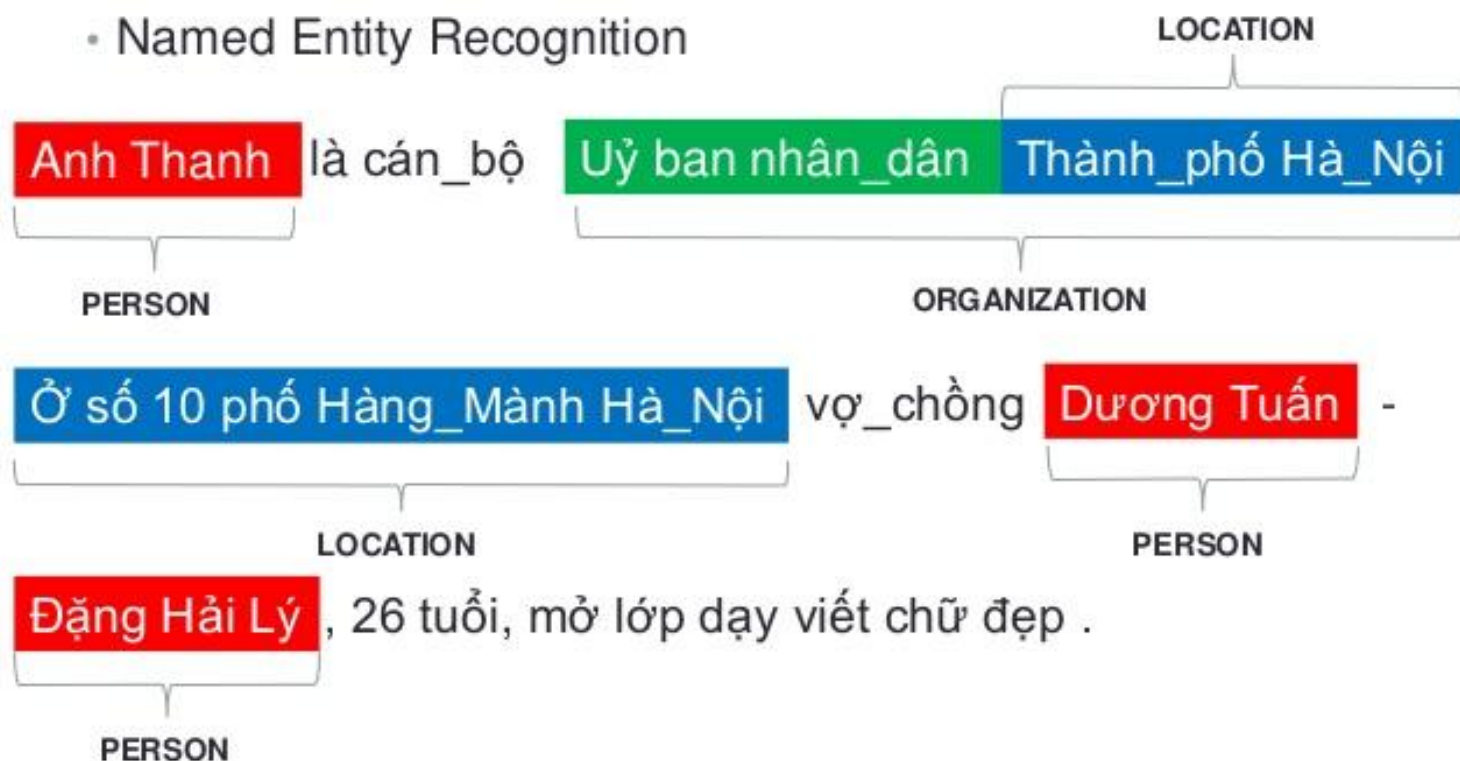 • Named Entity Recognition
LOCATION
Anh Thanh là cán_bộ Uỷ ban nhân_dân Thành_phố Hà_Nội
PERSON ORGANIZATION
Ở số 10 phố Hàng_Mành Hà_Nội vợ_chồng Dương Tuấn -
LOCATION PERSON
Đặng Hải Lý , 26 tuổi, mở lớp dạy viết chữ đẹp .
PERSON